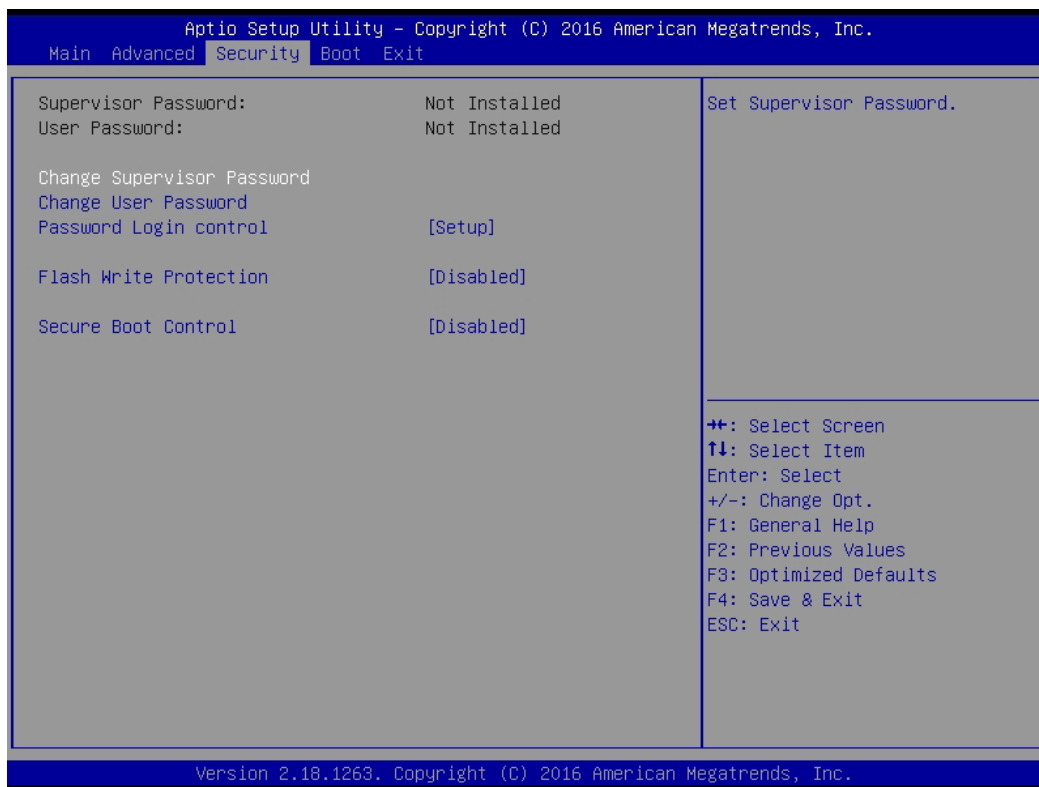 Aptio Setup Utility – Copyright (C) 2016 American Megatrends, Inc.
Main Advanced Security Boot Exit
Supervisor Password: Not Installed
User Password: Not Installed
Change Supervisor Password
Change User Password
Password Login control [Setup]
Flash Write Protection [Disabled]
Secure Boot Control [Disabled]
Set Supervisor Password.
→←: Select Screen
↑↓: Select Item
Enter: Select
+/-: Change Opt.
F1: General Help
F2: Previous Values
F3: Optimized Defaults
F4: Save & Exit
ESC: Exit
Version 2.18.1263. Copyright (C) 2016 American Megatrends, Inc.